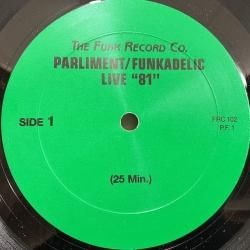 THE FUNK RECORD CO.
PARLIMENT/FUNKADELIC
LIVE "81"
SIDE 1
FRC 102
P.F. 1
(25 Min.)